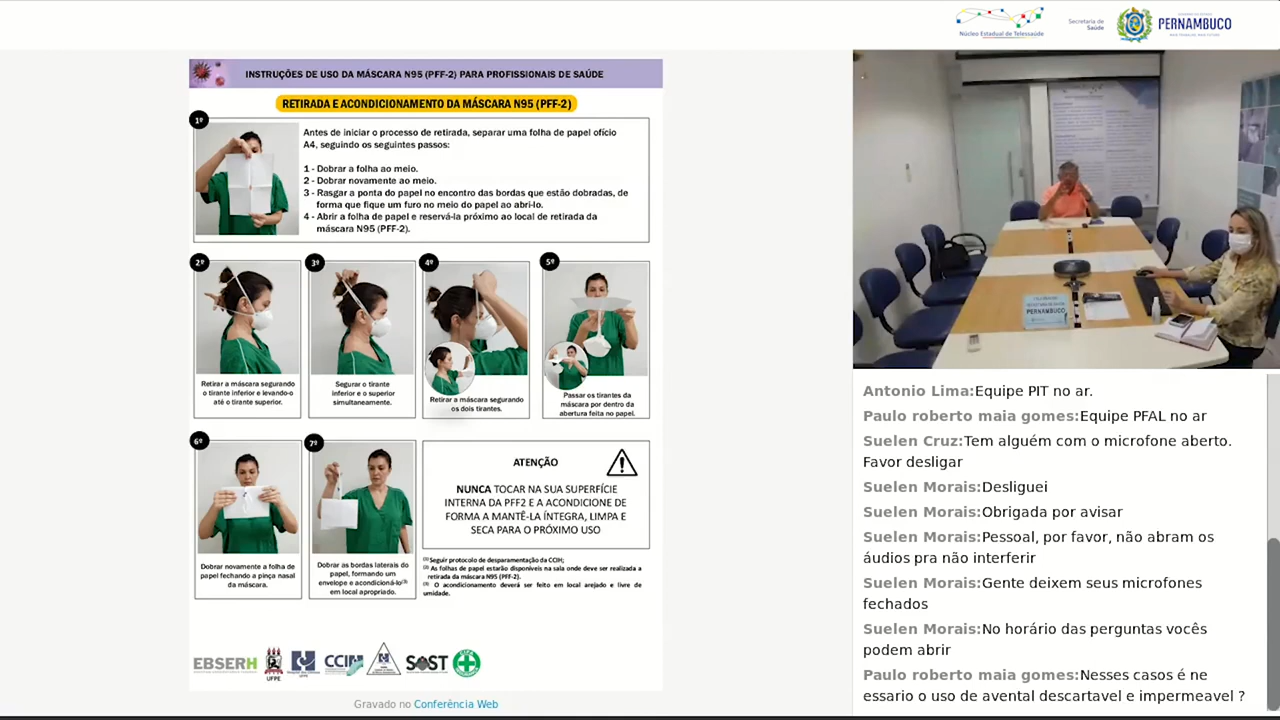 Núcleo Estadual de Telessaúde
Secretaria de
Saúde
PERNAMBUCO
INSTRUÇÕES DE USO DA MÁSCARA N95 (PFF-2) PARA PROFISSIONAIS DE SAÚDE
RETIRADA E ACONDICIONAMENTO DA MÁSCARA N95 (PFF-2)
1º
Antes de iniciar o processo de retirada, separar uma folha de papel ofício
A4, seguindo os seguintes passos:
1 - Dobrar a folha ao meio.
2 - Dobrar novamente ao meio.
3 - Rasgar a ponta do papel no encontro das bordas que estão dobradas, de
forma que fique um furo no meio do papel ao abri-lo.
4 - Abrir a folha de papel e reservá-la próximo ao local de retirada da
máscara N95 (PFF-2).
2º
Retirar a máscara segurando
o tirante inferior e levando-o
até o tirante superior.
3º
Segurar o tirante
inferior e o superior
simultaneamente.
4º
Retirar a máscara segurando
os dois tirantes.
5º
Passar os tirantes da
máscara por dentro da
abertura feita no papel.
6º
Dobrar novamente a folha de
papel fechando a pinça nasal
da máscara.
7º
Dobrar as bordas laterais do
papel, formando um
envelope e acondicioná-lo(3)
em local apropriado.
ATENÇÃO
NUNCA TOCAR NA SUA SUPERFÍCIE
INTERNA DA PFF2 E A ACONDICIONE DE
FORMA A MANTÊ-LA ÍNTEGRA, LIMPA E
SECA PARA O PRÓXIMO USO
(1) Seguir protocolo de desparamentação da CCIH;
(2) As folhas de papel estarão disponíveis na sala onde deve ser realizada a
retirada da máscara N95 (PFF-2).
(3) O acondicionamento deverá ser feito em local arejado e livre de
umidade.
EBSERH
UFPE
CCIH
SOST
Gravado no Conferência Web
PERNAMBUCO
Antonio Lima:Equipe PIT no ar.
Paulo roberto maia gomes:Equipe PFAL no ar
Suelen Cruz:Tem alguém com o microfone aberto.
Favor desligar
Suelen Morais:Desliguei
Suelen Morais:Obrigada por avisar
Suelen Morais:Pessoal, por favor, não abram os
áudios pra não interferir
Suelen Morais:Gente deixem seus microfones
fechados
Suelen Morais:No horário das perguntas vocês
podem abrir
Paulo roberto maia gomes:Nesses casos é ne
essario o uso de avental descartavel e impermeavel ?